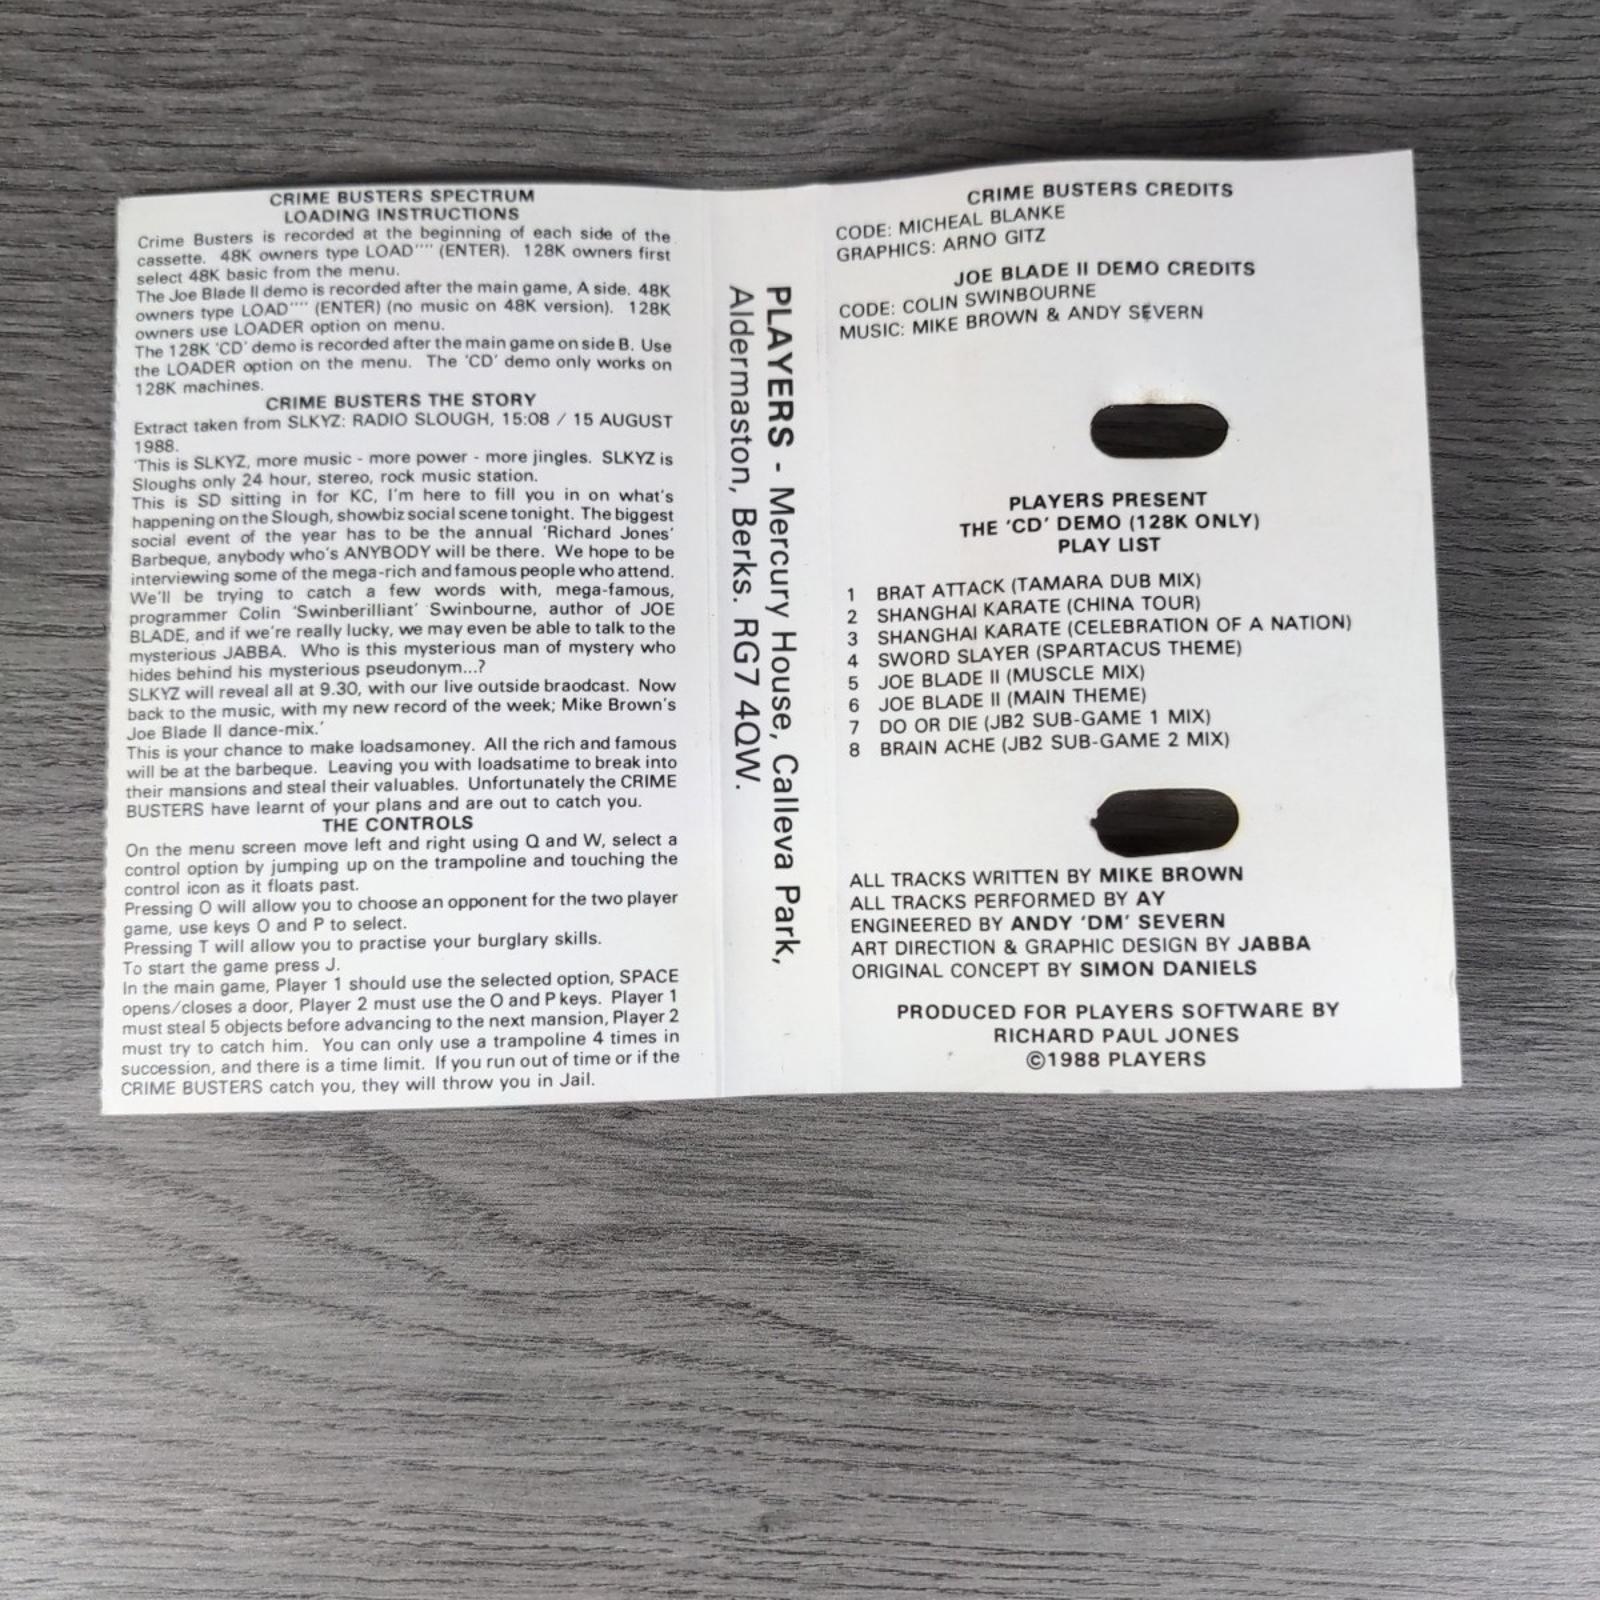 CRIME BUSTERS SPECTRUM
LOADING INSTRUCTIONS
Crime Busters is recorded at the beginning of each side of the
cassette. 48K owners type LOAD"" (ENTER). 128K owners first
select 48K basic from the menu.
The Joe Blade II demo is recorded after the main game, A side. 48K
owners type LOAD"" (ENTER) (no music on 48K version). 128K
owners use LOADER option on menu.
The 128K 'CD' demo is recorded after the main game on side B. Use
the LOADER option on the menu. The 'CD' demo only works on
128K machines.
CRIME BUSTERS THE STORY
Extract taken from SLKYZ: RADIO SLOUGH, 15:08 / 15 AUGUST
1988.
'This is SLKYZ, more music - more power - more jingles. SLKYZ is
Sloughs only 24 hour, stereo, rock music station.
This is SD sitting in for KC, I'm here to fill you in on what's
happening on the Slough, showbiz social scene tonight. The biggest
social event of the year has to be the annual 'Richard Jones'
Barbeque, anybody who's ANYBODY will be there. We hope to be
interviewing some of the mega-rich and famous people who attend.
We'll be trying to catch a few words with, mega-famous,
programmer Colin 'Swinberilliant' Swinbourne, author of JOE
BLADE, and if we're really lucky, we may even be able to talk to the
mysterious JABBA. Who is this mysterious man of mystery who
hides behind his mysterious pseudonym...?
SLKYZ will reveal all at 9.30, with our live outside braodcast. Now
back to the music, with my new record of the week; Mike Brown's
Joe Blade II dance-mix.'
This is your chance to make loadsamoney. All the rich and famous
will be at the barbeque. Leaving you with loadsatime to break into
their mansions and steal their valuables. Unfortunately the CRIME
BUSTERS have learnt of your plans and are out to catch you.
THE CONTROLS
On the menu screen move left and right using Q and W, select a
control option by jumping up on the trampoline and touching the
control icon as it floats past.
Pressing O will allow you to choose an opponent for the two player
game, use keys O and P to select.
Pressing T will allow you to practise your burglary skills.
To start the game press J.
In the main game, Player 1 should use the selected option, SPACE
opens/closes a door, Player 2 must use the O and P keys. Player 1
must steal 5 objects before advancing to the next mansion, Player 2
must try to catch him. You can only use a trampoline 4 times in
succession, and there is a time limit. If you run out of time or if the
CRIME BUSTERS catch you, they will throw you in Jail.
PLAYERS - Mercury House, Calleva Park,
Aldermaston, Berks. RG7 4QW.
CRIME BUSTERS CREDITS
CODE: MICHEAL BLANKE
GRAPHICS: ARNO GITZ
JOE BLADE II DEMO CREDITS
CODE: COLIN SWINBOURNE
MUSIC: MIKE BROWN & ANDY SEVERN
PLAYERS PRESENT
THE 'CD' DEMO (128K ONLY)
PLAY LIST
1 BRAT ATTACK (TAMARA DUB MIX)
2 SHANGHAI KARATE (CHINA TOUR)
3 SHANGHAI KARATE (CELEBRATION OF A NATION)
4 SWORD SLAYER (SPARTACUS THEME)
5 JOE BLADE II (MUSCLE MIX)
6 JOE BLADE II (MAIN THEME)
7 DO OR DIE (JB2 SUB-GAME 1 MIX)
8 BRAIN ACHE (JB2 SUB-GAME 2 MIX)
ALL TRACKS WRITTEN BY MIKE BROWN
ALL TRACKS PERFORMED BY AY
ENGINEERED BY ANDY 'DM' SEVERN
ART DIRECTION & GRAPHIC DESIGN BY JABBA
ORIGINAL CONCEPT BY SIMON DANIELS
PRODUCED FOR PLAYERS SOFTWARE BY
RICHARD PAUL JONES
©1988 PLAYERS